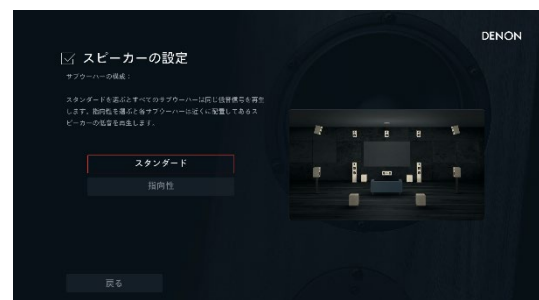 DENON
スピーカーの設定
サブウーハーの構成：
スタンダードを選ぶとすべてのサブウーハーは同じ低音信号を再生
します。指向性を選ぶと各サブウーハーに近くに配置してあるス
ピーカーの低音を再生します。
スタンダード
指向性
戻る